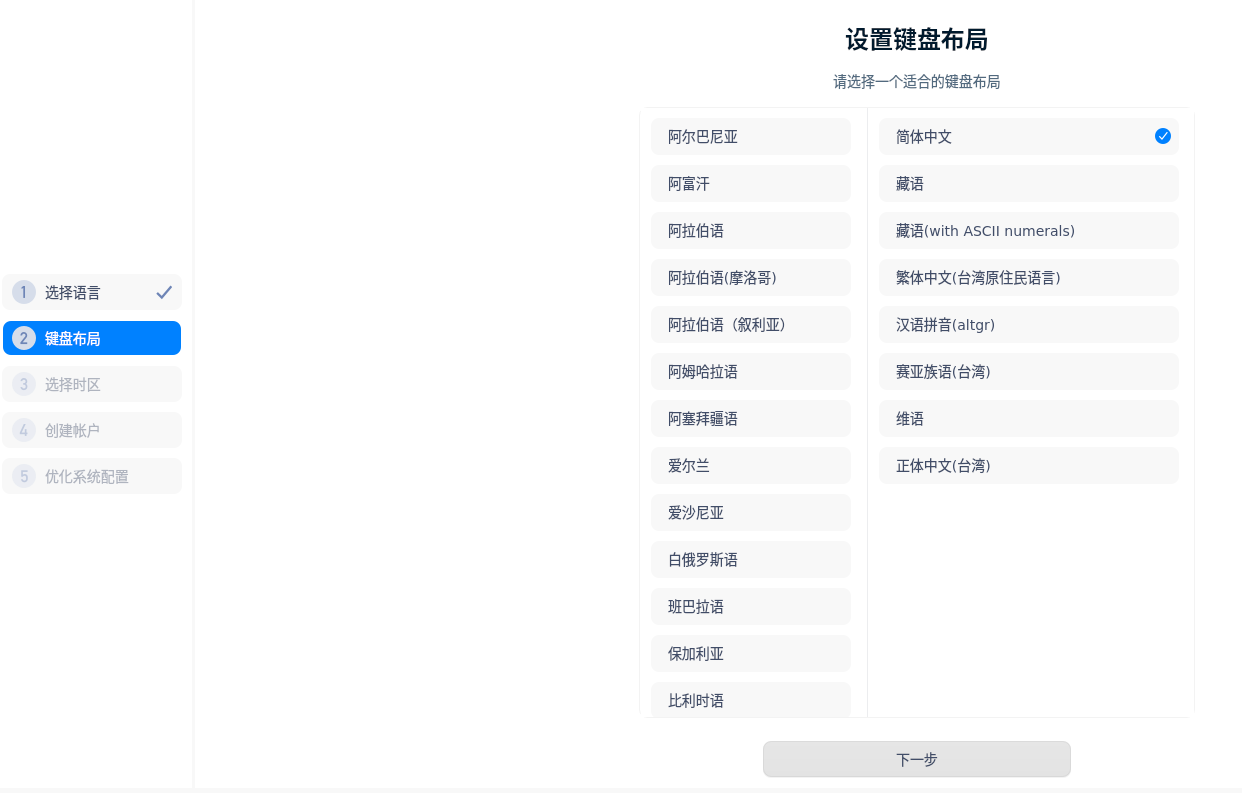 设置键盘布局
请选择一个适合的键盘布局
1 选择语言
2 键盘布局
3 选择时区
4 创建帐户
5 优化系统配置
阿尔巴尼亚
阿富汗
阿拉伯语
阿拉伯语(摩洛哥)
阿拉伯语（叙利亚）
阿姆哈拉语
阿塞拜疆语
爱尔兰
爱沙尼亚
白俄罗斯语
班巴拉语
保加利亚
比利时语
简体中文
藏语
藏语(with ASCII numerals)
繁体中文(台湾原住民语言)
汉语拼音(altgr)
赛亚族语(台湾)
维语
正体中文(台湾)
下一步